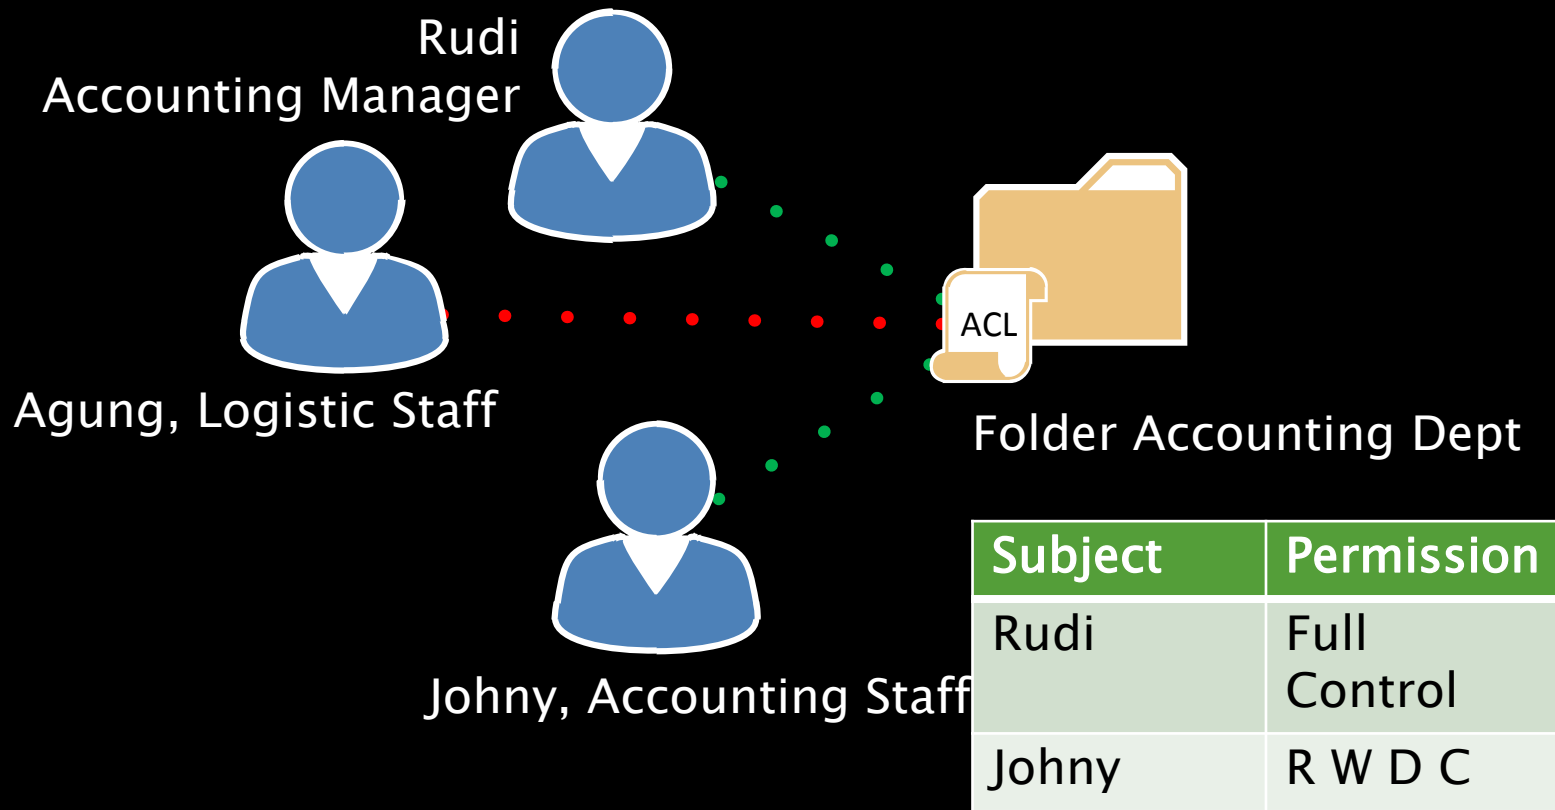 Rudi
Accounting Manager
Agung, Logistic Staff
ACL
Folder Accounting Dept
Johny, Accounting Staff
Subject Permission
Rudi Full
Control
Johny R W D C